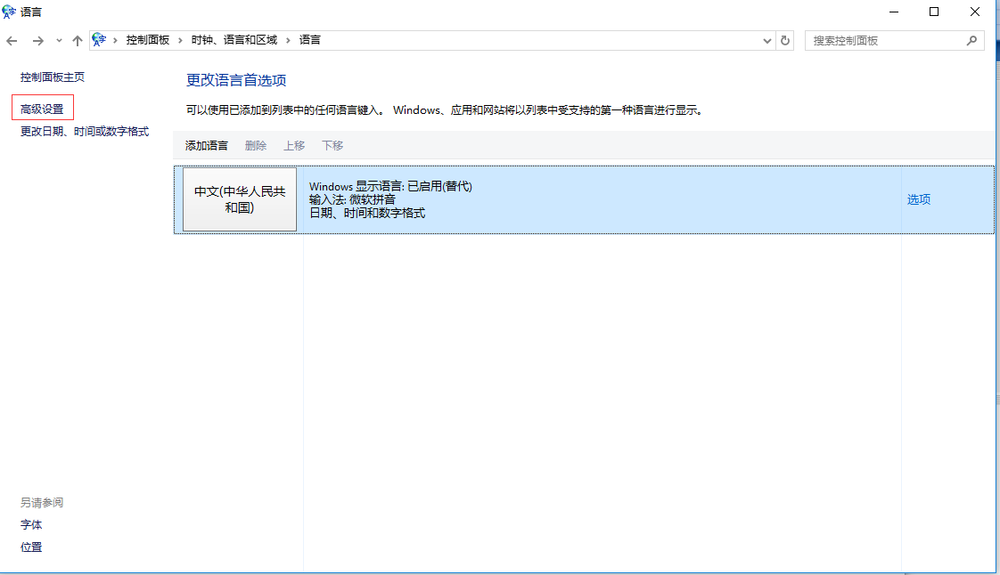 语言
控制面板 › 时钟、语言和区域 › 语言
搜索控制面板
控制面板主页
高级设置
更改日期、时间或数字格式
更改语言首选项
可以使用已添加到列表中的任何语言键入。 Windows、应用和网站将以列表中受支持的第一种语言进行显示。
添加语言 删除 上移 下移
中文(中华人民共
和国)
Windows 显示语言: 已启用(替代)
输入法: 微软拼音
日期、时间和数字格式
选项
另请参阅
字体
位置